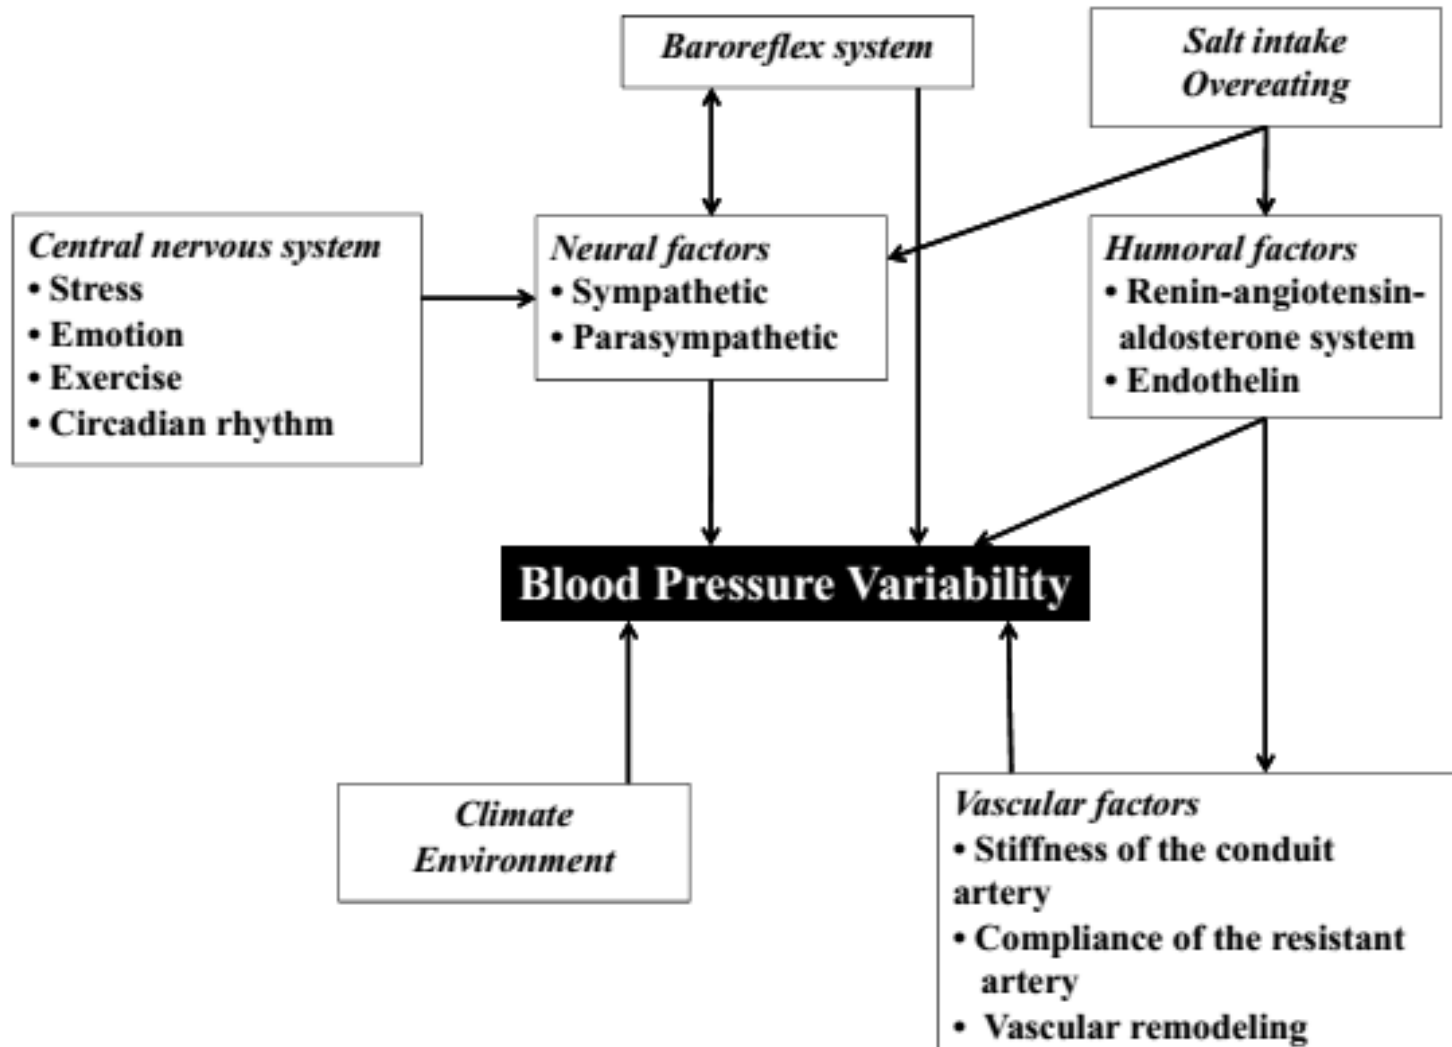 Baroreflex system
Salt intake
Overeating
Central nervous system
• Stress
• Emotion
• Exercise
• Circadian rhythm
Neural factors
• Sympathetic
• Parasympathetic
Humoral factors
• Renin-angiotensin-
aldosterone system
• Endothelin
Blood Pressure Variability
Climate
Environment
Vascular factors
• Stiffness of the conduit
artery
• Compliance of the resistant
artery
• Vascular remodeling